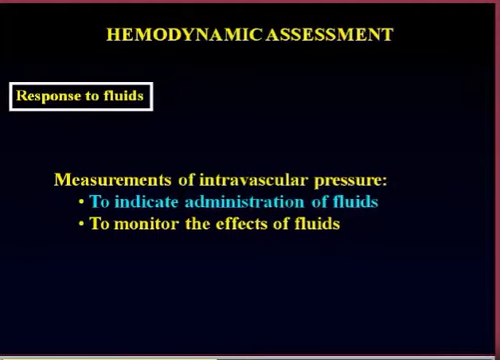 HEMODYNAMIC ASSESSMENT
Response to fluids
Measurements of intravascular pressure:
• To indicate administration of fluids
• To monitor the effects of fluids